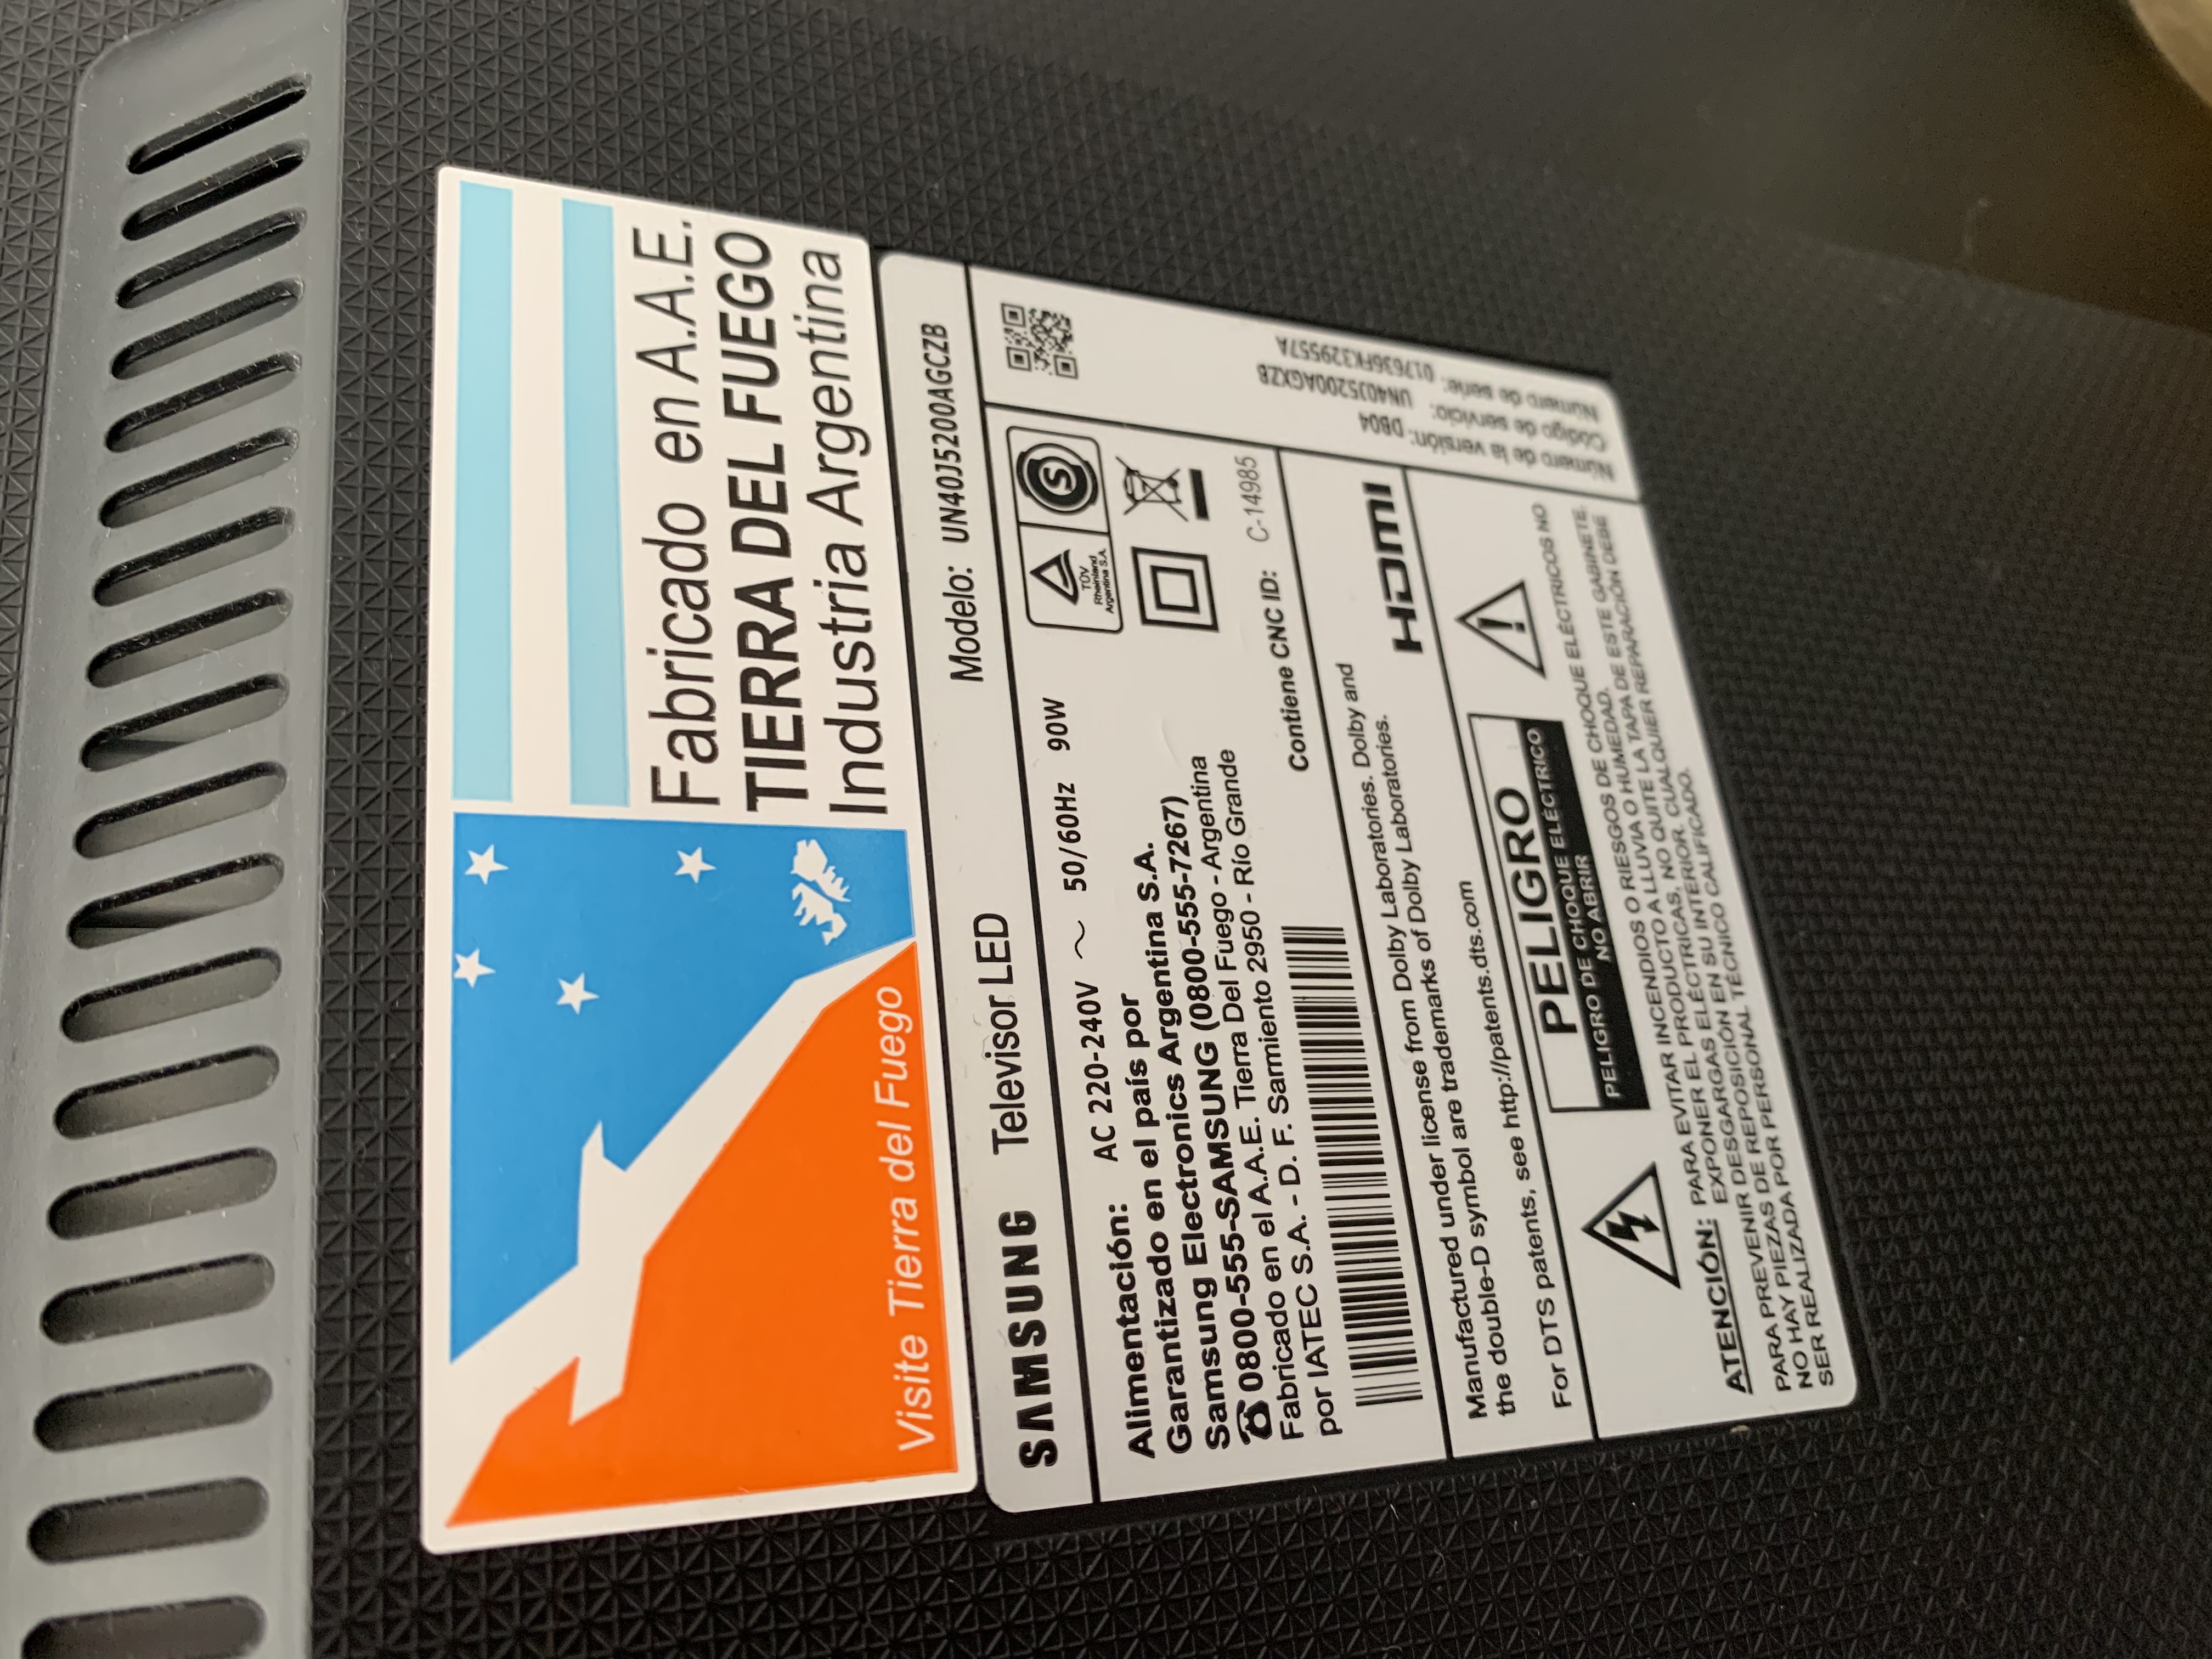 Visite Tierra del Fuego
Fabricado en A.A.E.
TIERRA DEL FUEGO
Industria Argentina
SAMSUNG Televisor LED Modelo: UN40J5200AGCZB
Alimentación: AC 220-240V ~ 50/60Hz 90W
Garantizado en el país por
Samsung Electronics Argentina S.A.
☎0800-555-SAMSUNG (0800-555-7267)
Fabricado en el A.A.E. Tierra Del Fuego - Argentina
por IATEC S.A. - D. F. Sarmiento 2950 - Río Grande
TÜV
Rheinland
Argentina S.A.
S
Contiene CNC ID: C-14985
Manufactured under license from Dolby Laboratories. Dolby and
the double-D symbol are trademarks of Dolby Laboratories.
For DTS patents, see http://patents.dts.com
HDMI
PELIGRO
PELIGRO DE CHOQUE ELÉCTRICO
NO ABRIR
ATENCIÓN: PARA EVITAR INCENDIOS O RIESGOS DE CHOQUE ELÉCTRICOS NO
EXPONER EL PRODUCTO A LLUVIA O HUMEDAD.
PARA PREVENIR DESGARGAS ELÉCTRICAS, NO QUITE LA TAPA DE ESTE GABINETE.
NO HAY PIEZAS DE REPOSICIÓN EN SU INTERIOR. CUALQUIER REPARACIÓN DEBE
SER REALIZADA POR PERSONAL TÉCNICO CALIFICADO.
Número de la versión: DB04
Código de servicio: UN40J5200AGXZB
Número de serie: 017636FK329557A